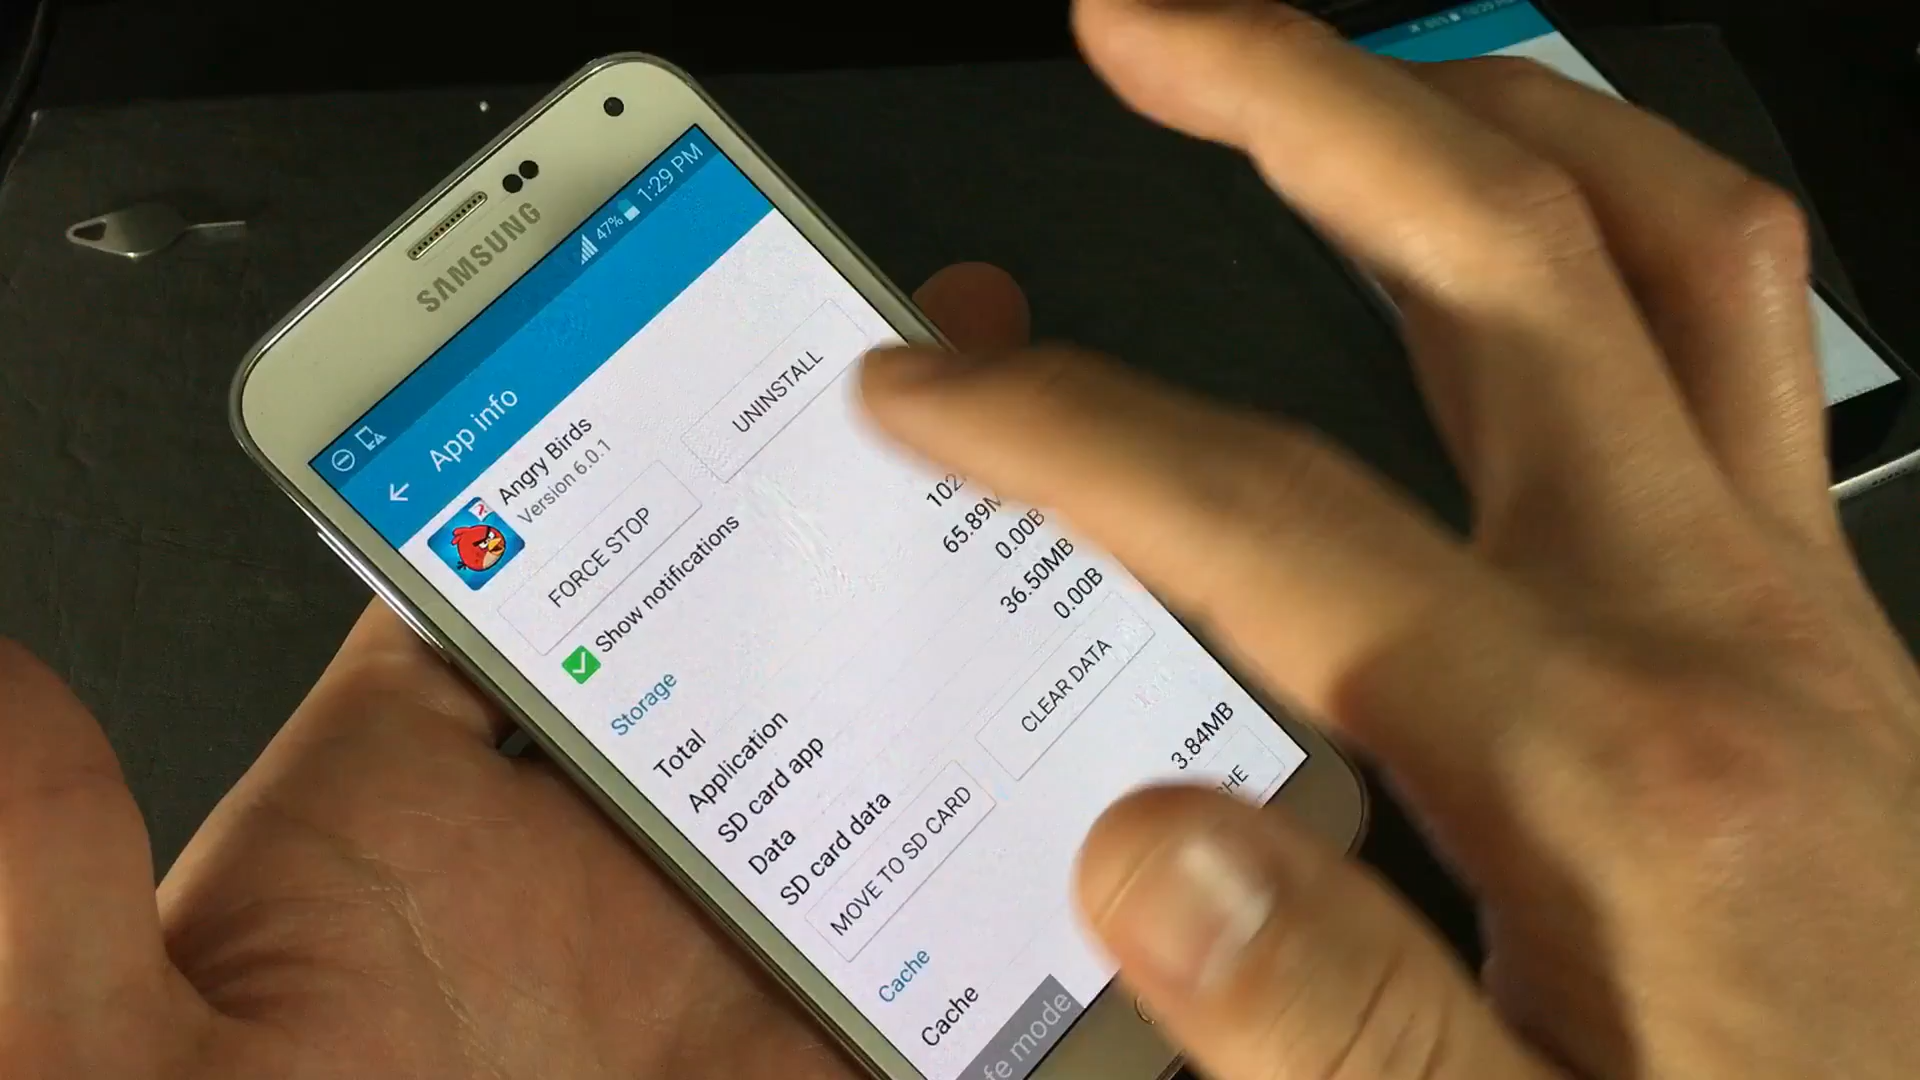 SAMSUNG
47% 1:29 PM
App info
Angry Birds
Version 6.0.1
FORCE STOP
UNINSTALL
Show notifications
Storage
Total
Application 65.89M
SD card app 0.00B
Data 36.50MB
SD card data 0.00B
MOVE TO SD CARD
CLEAR DATA
Cache
Cache 3.84MB
mode